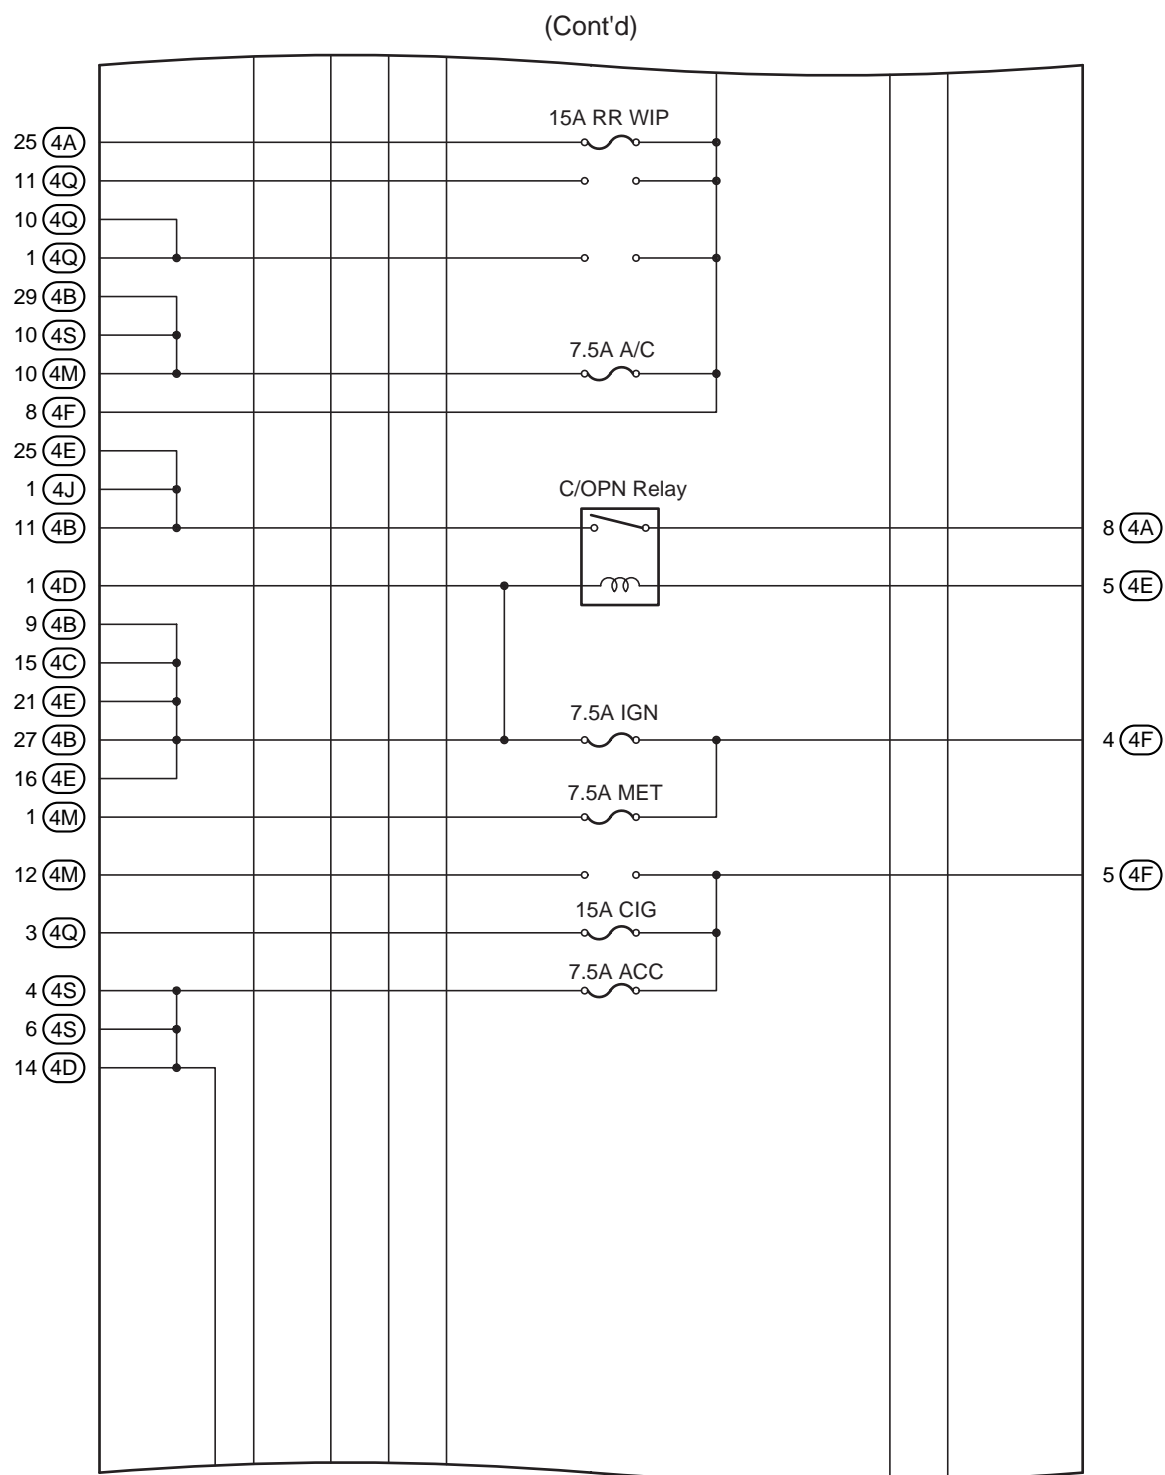 (Cont'd)
15A RR WIP
25 4A
11 4Q
10 4Q
1 4Q
29 4B
10 4S
7.5A A/C
10 4M
8 4F
25 4E
1 4J
C/OPN Relay
11 4B
8 4A
1 4D
5 4E
9 4B
15 4C
21 4E
7.5A IGN
27 4B
4 4F
16 4E
7.5A MET
1 4M
12 4M
5 4F
15A CIG
3 4Q
7.5A ACC
4 4S
6 4S
14 4D